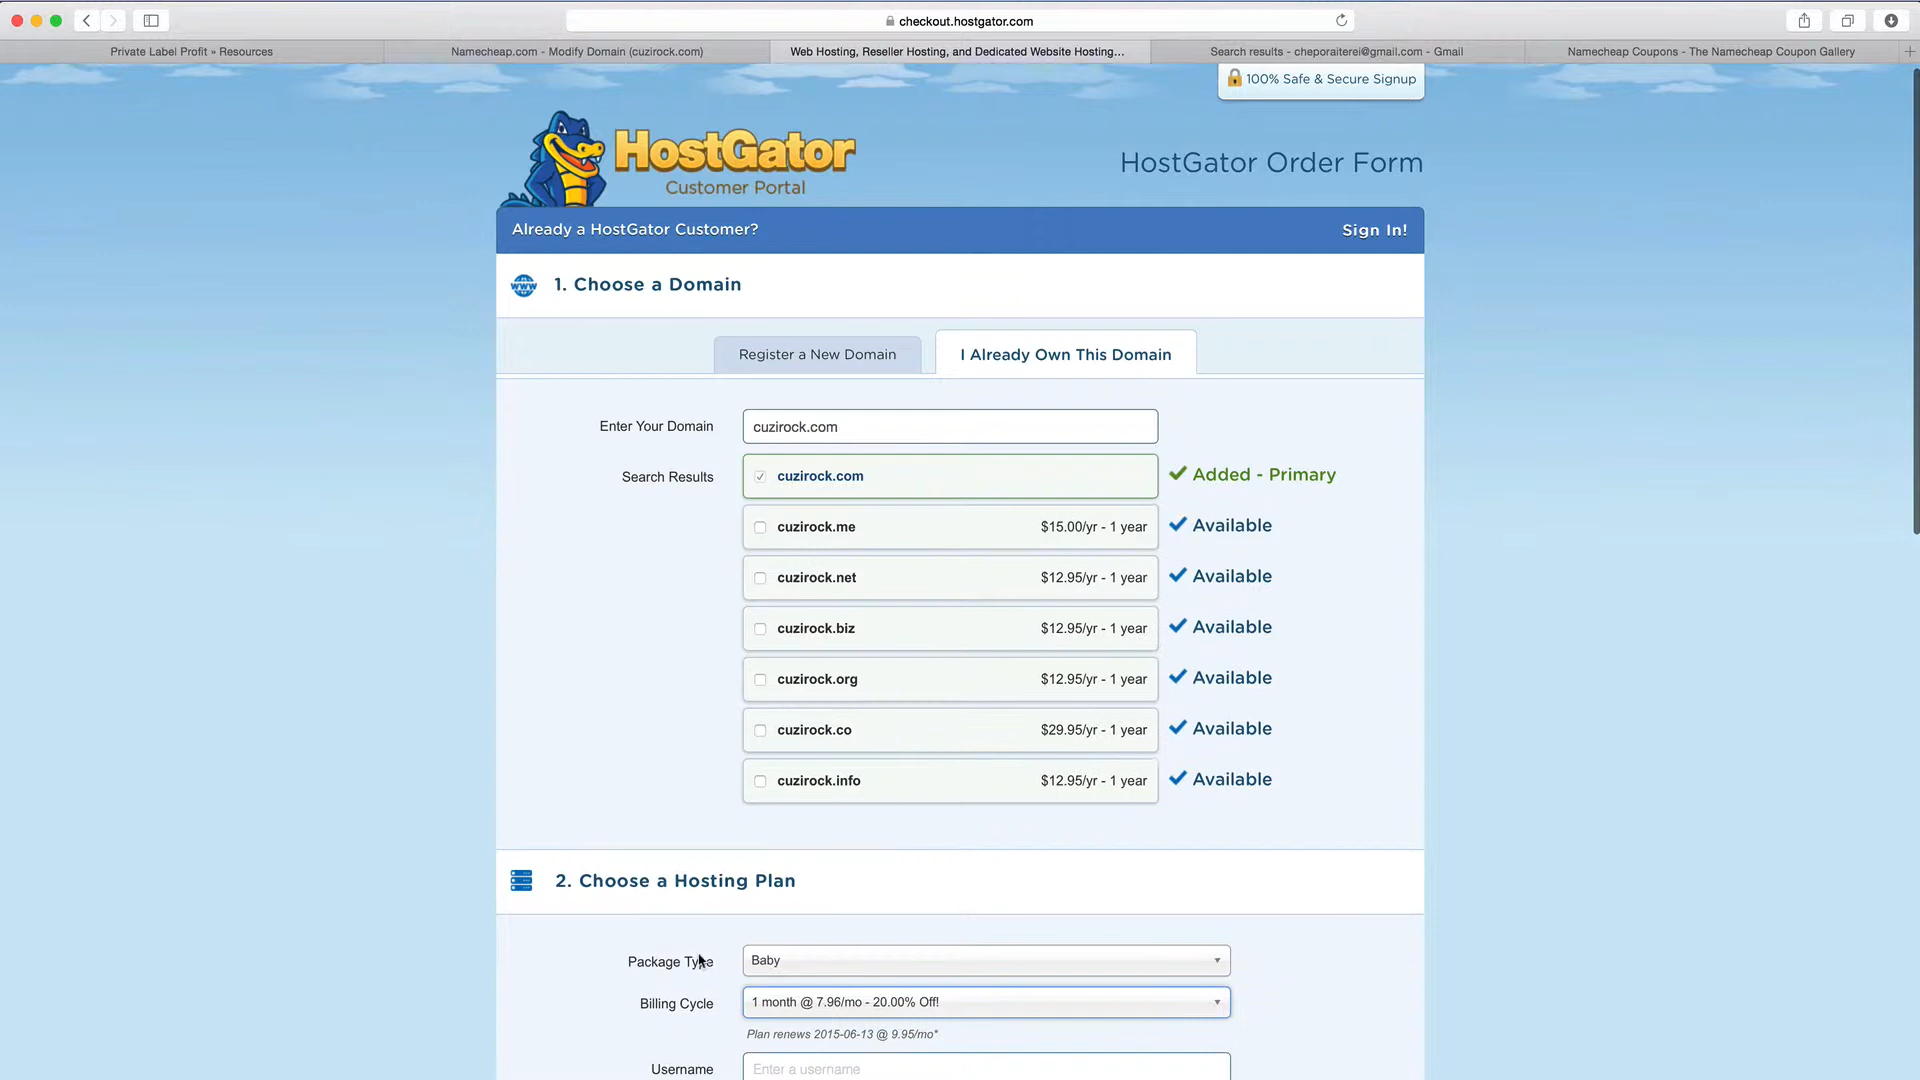 checkout.hostgator.com
Private Label Profit » Resources
Namecheap.com - Modify Domain (cuzirock.com)
Web Hosting, Reseller Hosting, and Dedicated Website Hosting...
Search results - cheporaiterei@gmail.com - Gmail
Namecheap Coupons - The Namecheap Coupon Gallery
100% Safe & Secure Signup
HostGator
Customer Portal
HostGator Order Form
Already a HostGator Customer?
Sign In!
www
1. Choose a Domain
Register a New Domain
I Already Own This Domain
Enter Your Domain
cuzirock.com
Search Results
cuzirock.com
Added - Primary
cuzirock.me $15.00/yr - 1 year Available
cuzirock.net $12.95/yr - 1 year Available
cuzirock.biz $12.95/yr - 1 year Available
cuzirock.org $12.95/yr - 1 year Available
cuzirock.co $29.95/yr - 1 year Available
cuzirock.info $12.95/yr - 1 year Available
2. Choose a Hosting Plan
Package Type
Baby
Billing Cycle
1 month @ 7.96/mo - 20.00% Off!
Plan renews 2015-06-13 @ 9.95/mo*
Username
Enter a username